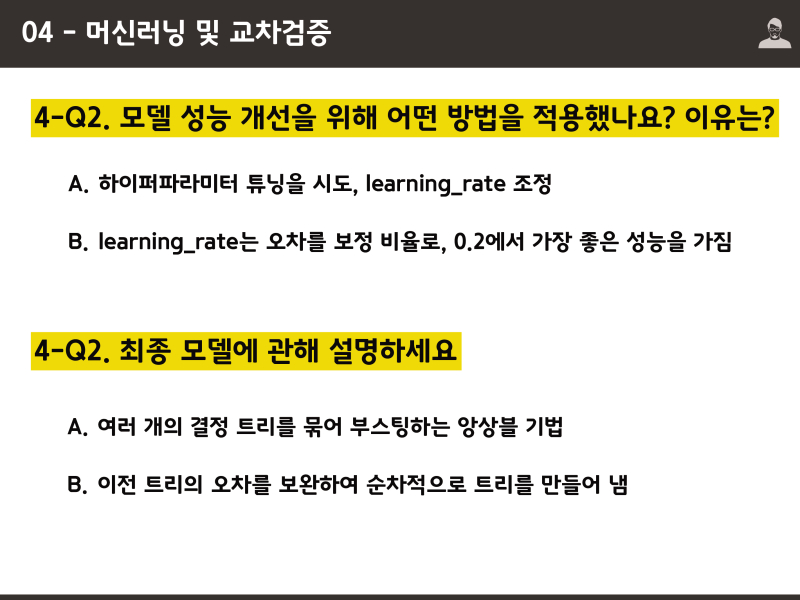 04 - 머신러닝 및 교차검증
4-Q2. 모델 성능 개선을 위해 어떤 방법을 적용했나요? 이유는?
A. 하이퍼파라미터 튜닝을 시도, learning_rate 조정
B. learning_rate는 오차를 보정 비율로, 0.2에서 가장 좋은 성능을 가짐
4-Q2. 최종 모델에 관해 설명하세요
A. 여러 개의 결정 트리를 묶어 부스팅하는 앙상블 기법
B. 이전 트리의 오차를 보완하여 순차적으로 트리를 만들어 냄